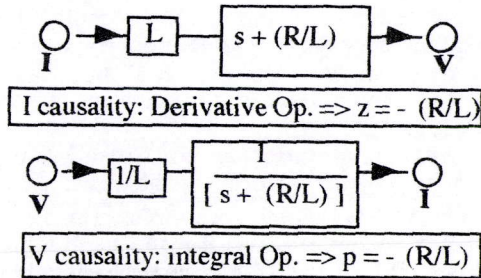 L
s + (R/L)
I
V
I causality: Derivative Op. => z = - (R/L)
1/L
1
[ s + (R/L) ]
V
I
V causality: integral Op. => p = - (R/L)